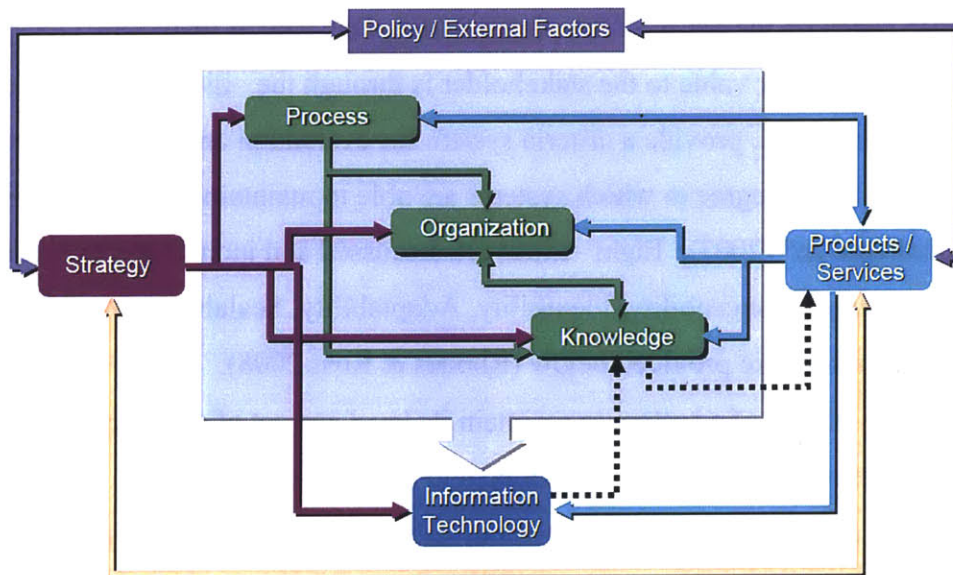 Policy / External Factors
Process
Organization
Strategy
Products /
Services
Knowledge
Information
Technology